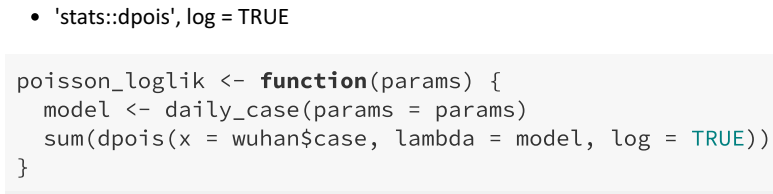 • 'stats::dpois', log = TRUE
poisson_loglik <- function(params) {
  model <- daily_case(params = params)
  sum(dpois(x = wuhan$case, lambda = model, log = TRUE))
}